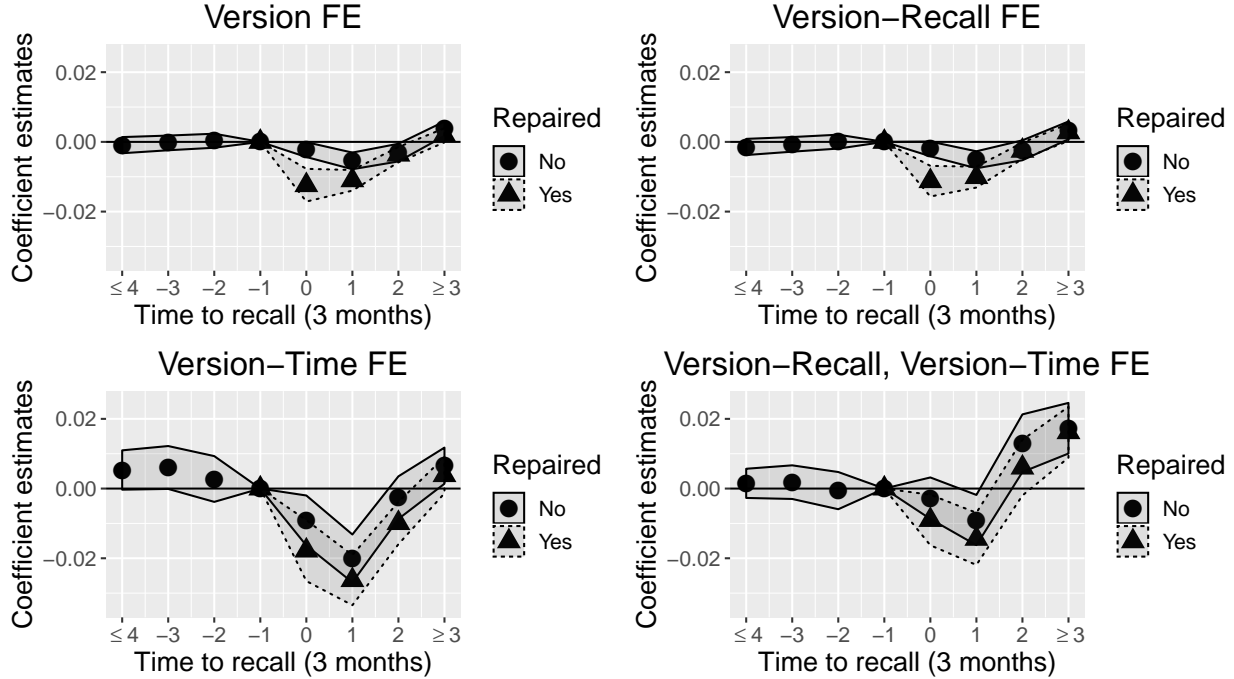 Version FE
Coefficient estimates
0.02
0.00
−0.02
≤ 4 −3 −2 −1 0 1 2 ≥ 3
Time to recall (3 months)
Repaired
No
Yes
Version−Recall FE
Coefficient estimates
0.02
0.00
−0.02
≤ 4 −3 −2 −1 0 1 2 ≥ 3
Time to recall (3 months)
Repaired
No
Yes
Version−Time FE
Coefficient estimates
0.02
0.00
−0.02
≤ 4 −3 −2 −1 0 1 2 ≥ 3
Time to recall (3 months)
Repaired
No
Yes
Version−Recall, Version−Time FE
Coefficient estimates
0.02
0.00
−0.02
≤ 4 −3 −2 −1 0 1 2 ≥ 3
Time to recall (3 months)
Repaired
No
Yes